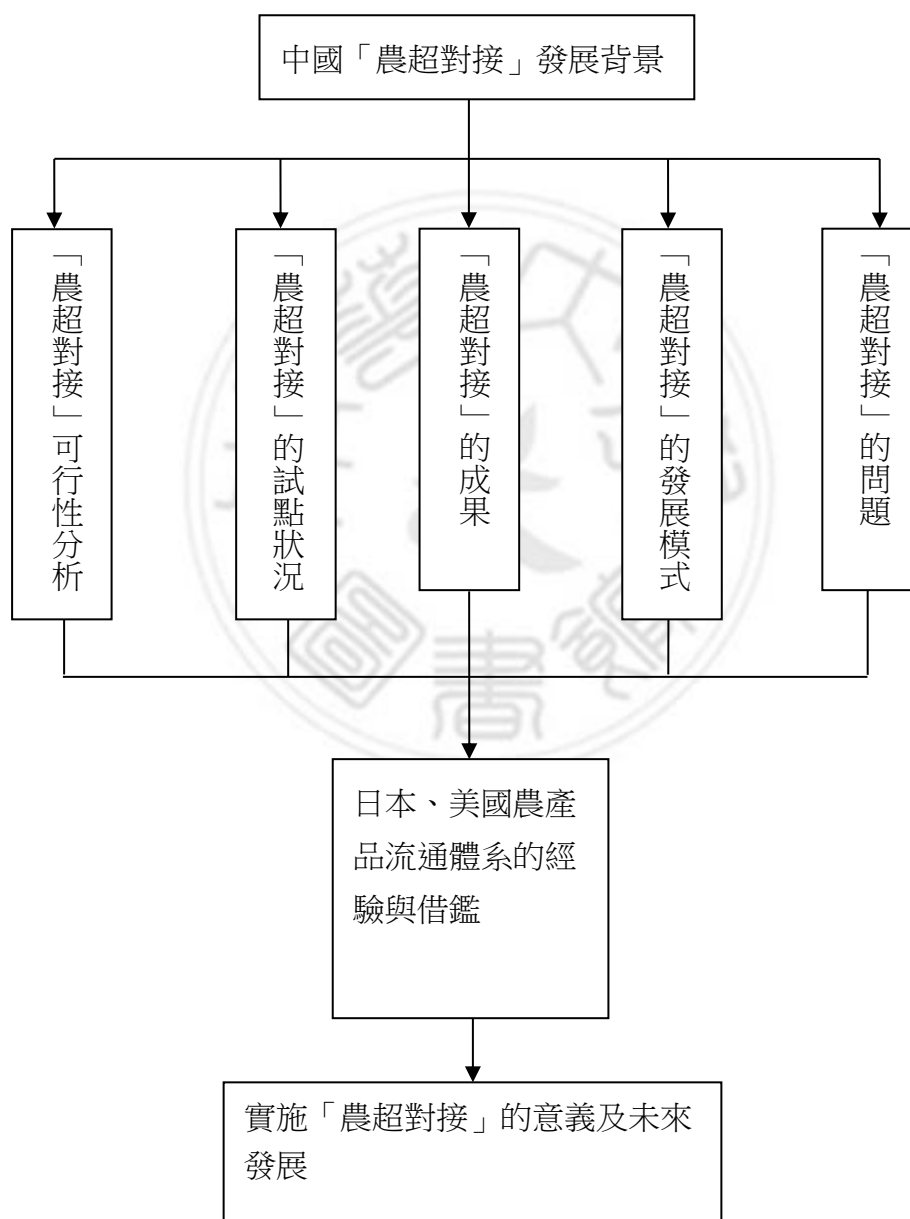 中國「農超對接」發展背景
「農超對接」可行性分析
「農超對接」的試點狀況
「農超對接」的成果
「農超對接」的發展模式
「農超對接」的問題
日本、美國農產
品流通體系的經
驗與借鑑
實施「農超對接」的意義及未來
發展